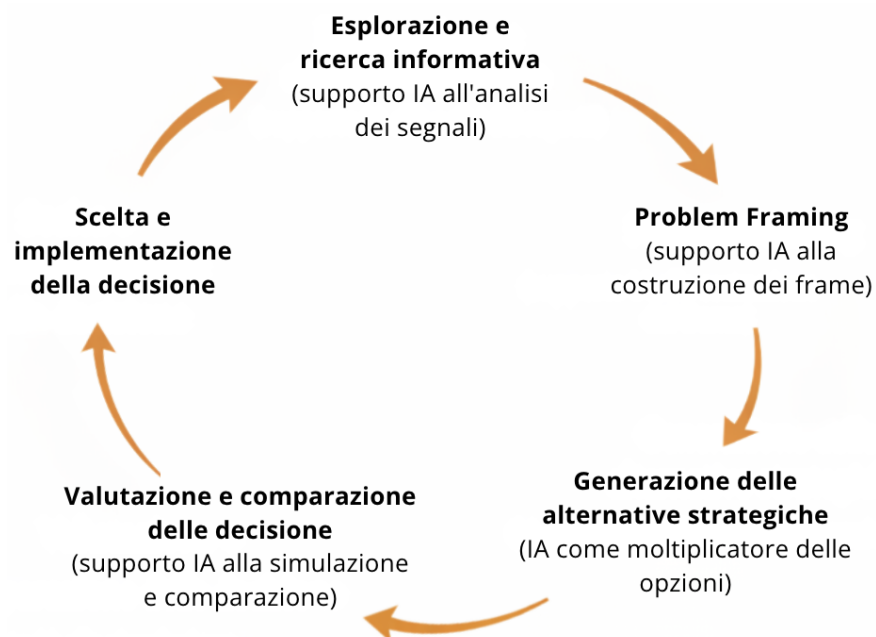 Esplorazione e
ricerca informativa
(supporto IA all'analisi
dei segnali)
Problem Framing
(supporto IA alla
costruzione dei frame)
Generazione delle
alternative strategiche
(IA come moltiplicatore delle
opzioni)
Valutazione e comparazione
delle decisione
(supporto IA alla simulazione
e comparazione)
Scelta e
implementazione
della decisione